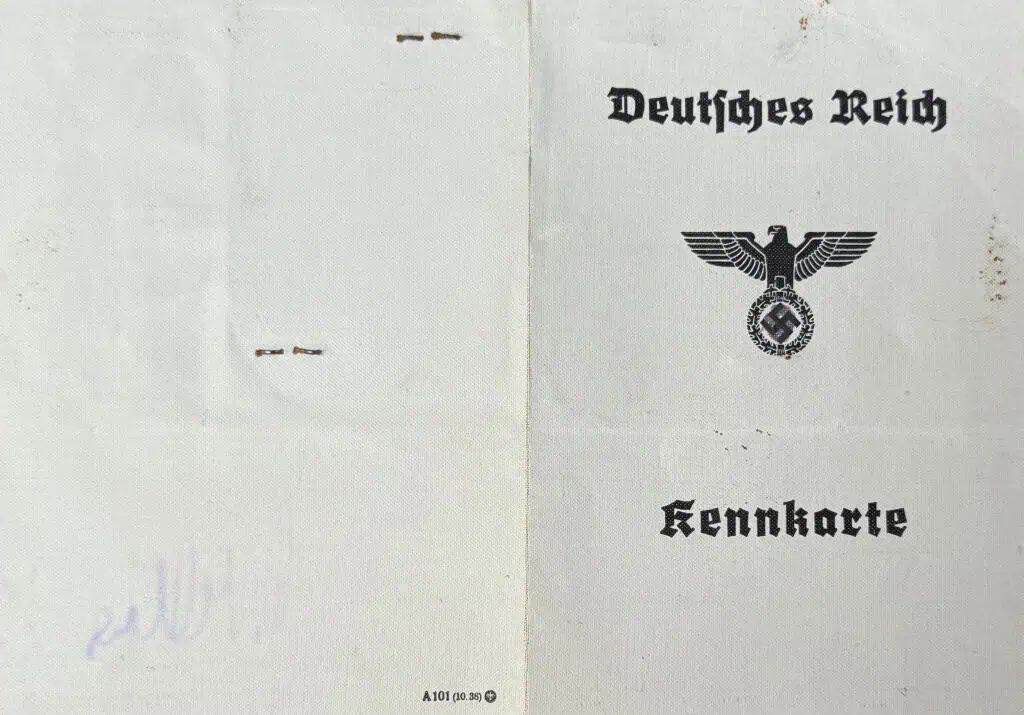 Deutſches Reich
Kennkarte
A 101 (10. 38)